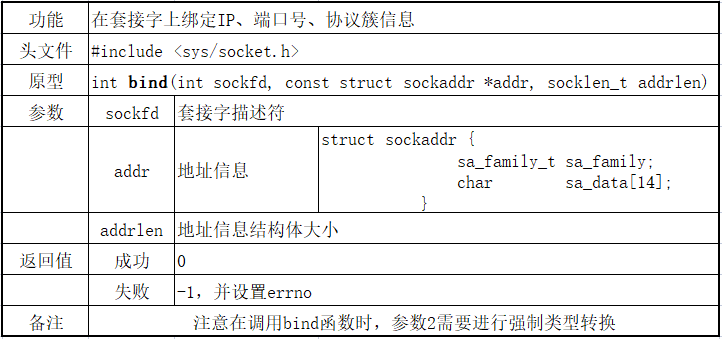 功能 在套接字上绑定IP、端口号、协议簇信息
头文件 #include <sys/socket.h>
原型 int bind(int sockfd, const struct sockaddr *addr, socklen_t addrlen)
参数 sockfd 套接字描述符
addr 地址信息
struct sockaddr {
sa_family_t sa_family;
char sa_data[14];
}
addrlen 地址信息结构体大小
返回值 成功 0
失败 -1，并设置errno
备注 注意在调用bind函数时，参数2需要进行强制类型转换